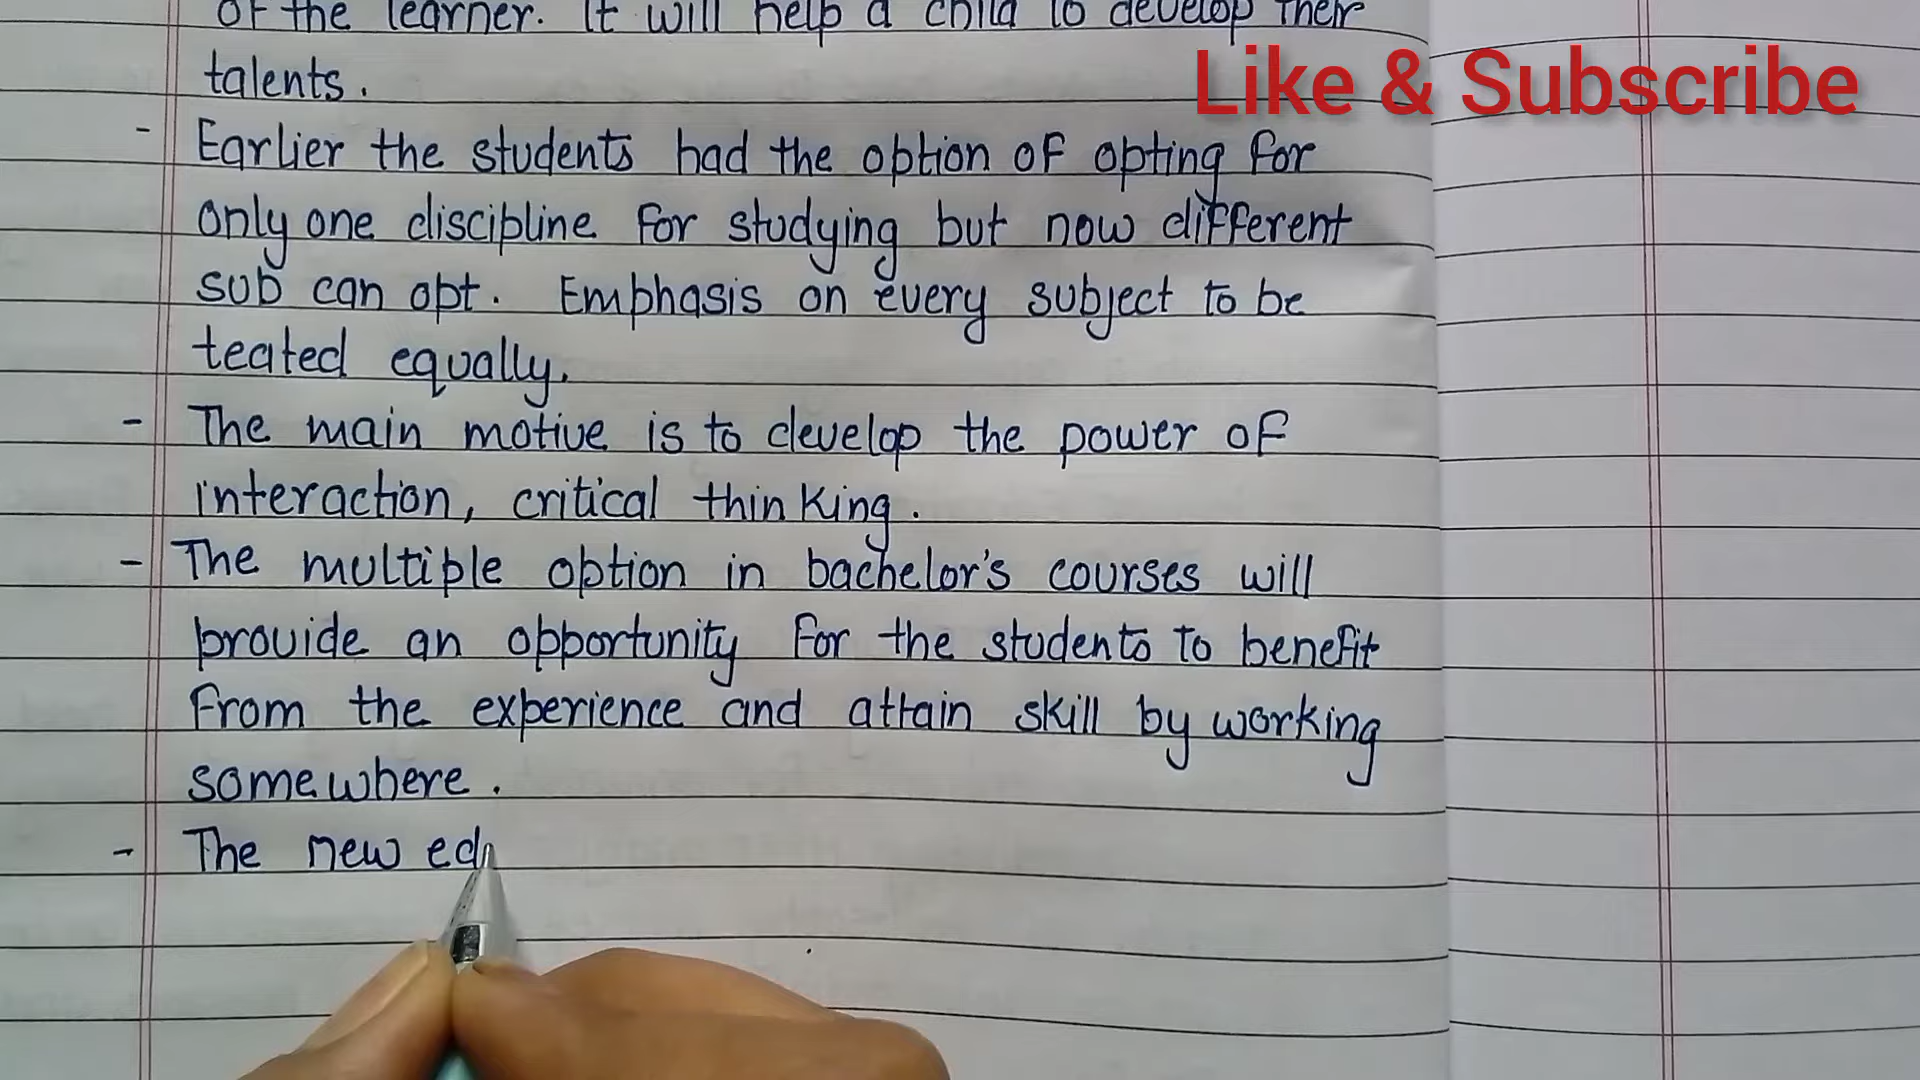 of the learner. It will help a child to develop their
talents.
Like & Subscribe
- Earlier the students had the option of opting for
only one discipline for studying but now different
sub can opt. Emphasis on every subject to be
teated equally.
- The main motive is to develop the power of
interaction, critical thinking.
- The multiple option in bachelor's courses will
provide an opportunity for the students to benefit
from the experience and attain skill by working
somewhere.
- The new ed